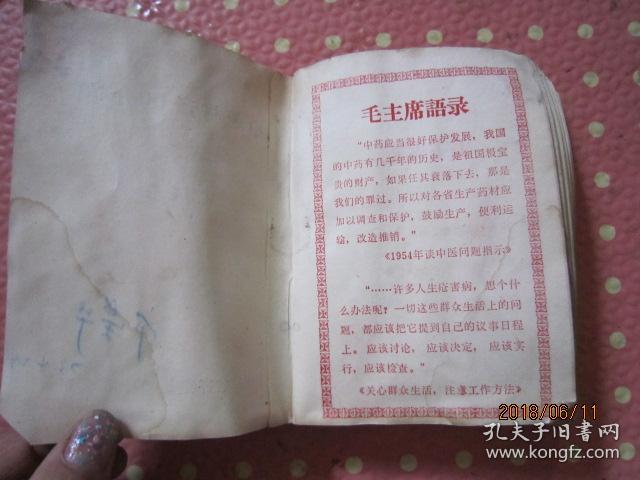 毛主席語录
“中药应当很好保护发展，我国
的中药有几千年的历史，是祖国极宝
贵的财产，如果任其衰落下去，那是
我们的罪过。所以对各省生产药材应
加以调查和保护，鼓励生产，便利运
输，改造推销。”
《1954年谈中医问题指示》
“……许多人生疟害病，想个什
么办法呢？一切这些群众生活上的问
题，都应该把它提到自己的议事日程
上。应该讨论，应该决定，应该实
行，应该检查。”
《关心群众生活，注意工作方法》
2018/06/11
孔夫子旧书网